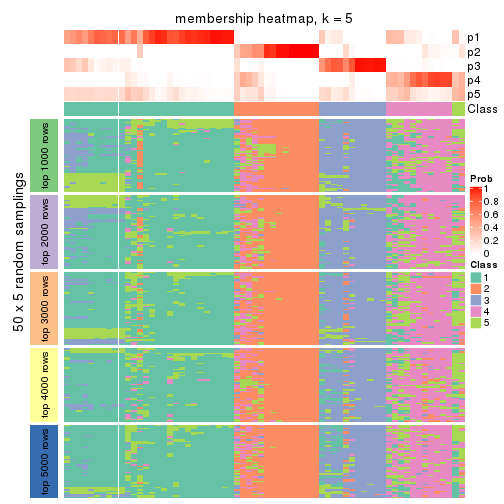 membership heatmap, k = 5
p1
p2
p3
p4
p5
Class
50 x 5 random samplings
top 1000 rows
top 2000 rows
top 3000 rows
top 4000 rows
top 5000 rows
Prob
1
0.8
0.6
0.4
0.2
0
Class
1
2
3
4
5